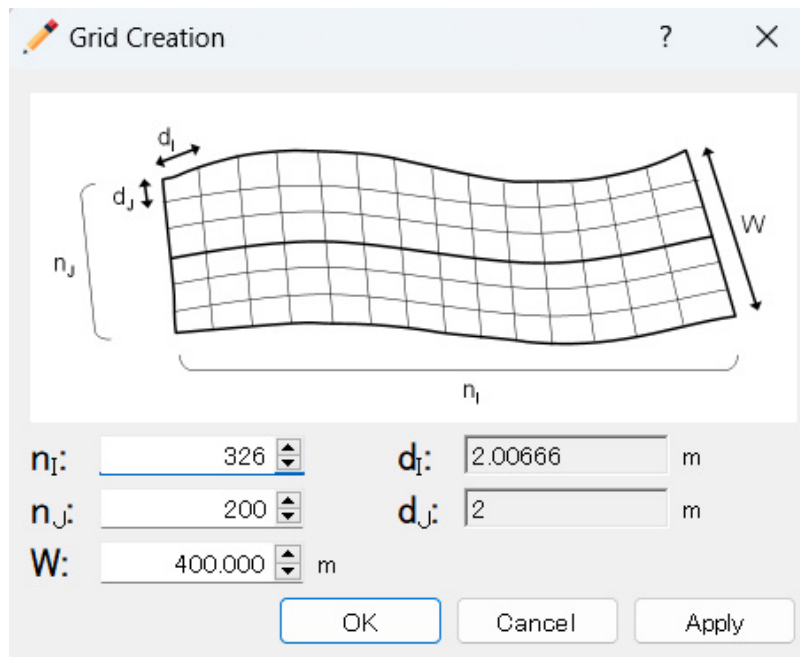 Grid Creation ?
dI
dJ
nJ
W
nI
nI: 326 dI: 2.00666 m
nJ: 200 dJ: 2 m
W: 400.000 m
OK Cancel Apply